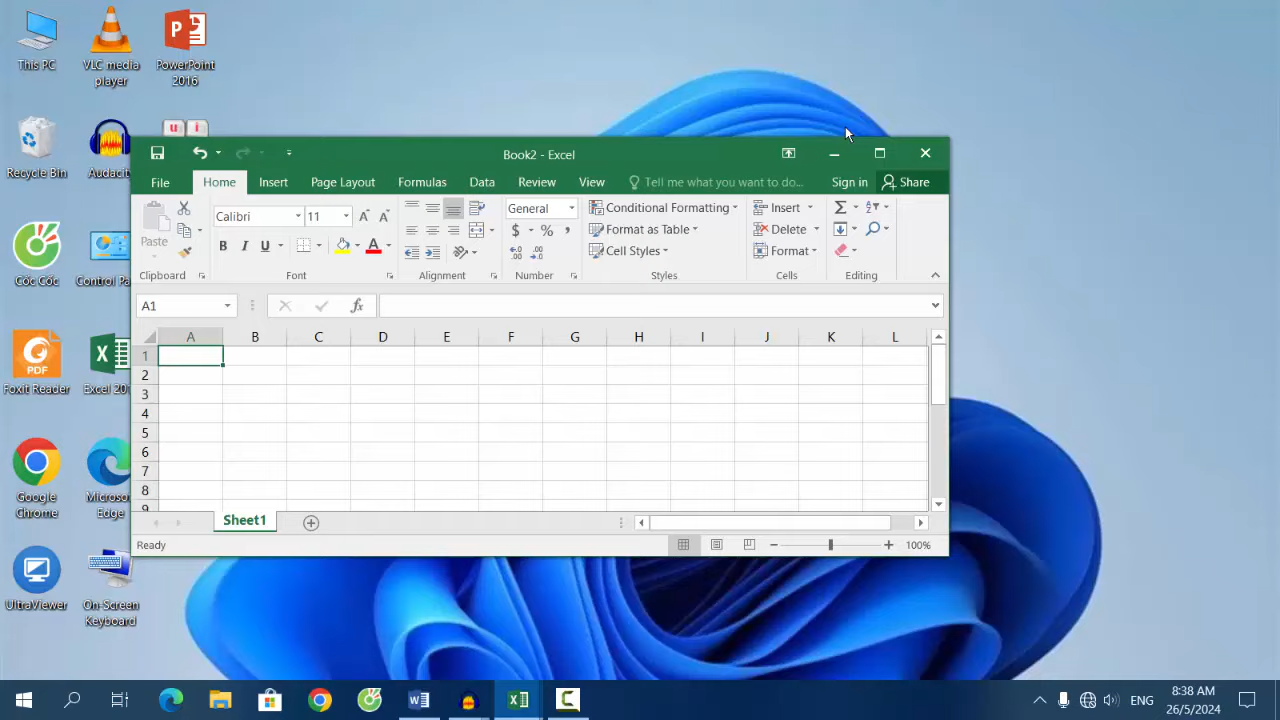 This PC
VLC media
player
PowerPoint
2016
Recycle Bin
Audacity
u i
Cốc Cốc
Control Pa
Foxit Reader
PDF
Excel 20
Google
Chrome
Microso
Edge
UltraViewer
On-Screen
Keyboard
Book2 - Excel
File Home Insert Page Layout Formulas Data Review View Tell me what you want to do... Sign in Share
Calibri 11 General Conditional Formatting Insert
Paste Format as Table Delete
B I U A $ % , Cell Styles Format
Clipboard Font Alignment Number Styles Cells Editing
A1 fx
A B C D E F G H I J K L
1
2
3
4
5
6
7
8
9
Sheet1
Ready 100%
ENG
8:38 AM
26/5/2024